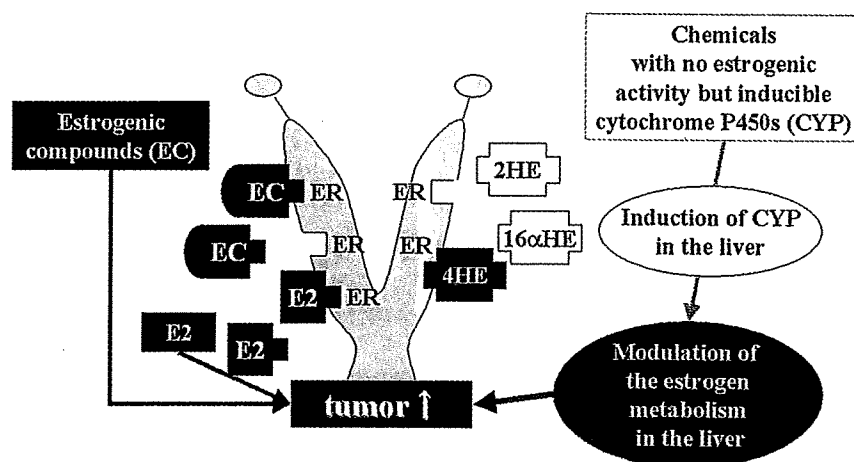 Chemicals
with no estrogenic
activity but inducible
cytochrome P450s (CYP)
Estrogenic
compounds (EC)
EC
ER
ER
2HE
Induction of CYP
in the liver
EC
ER
ER
16αHE
4HE
E2
ER
E2
E2
Modulation of
the estrogen
metabolism
in the liver
tumor ↑